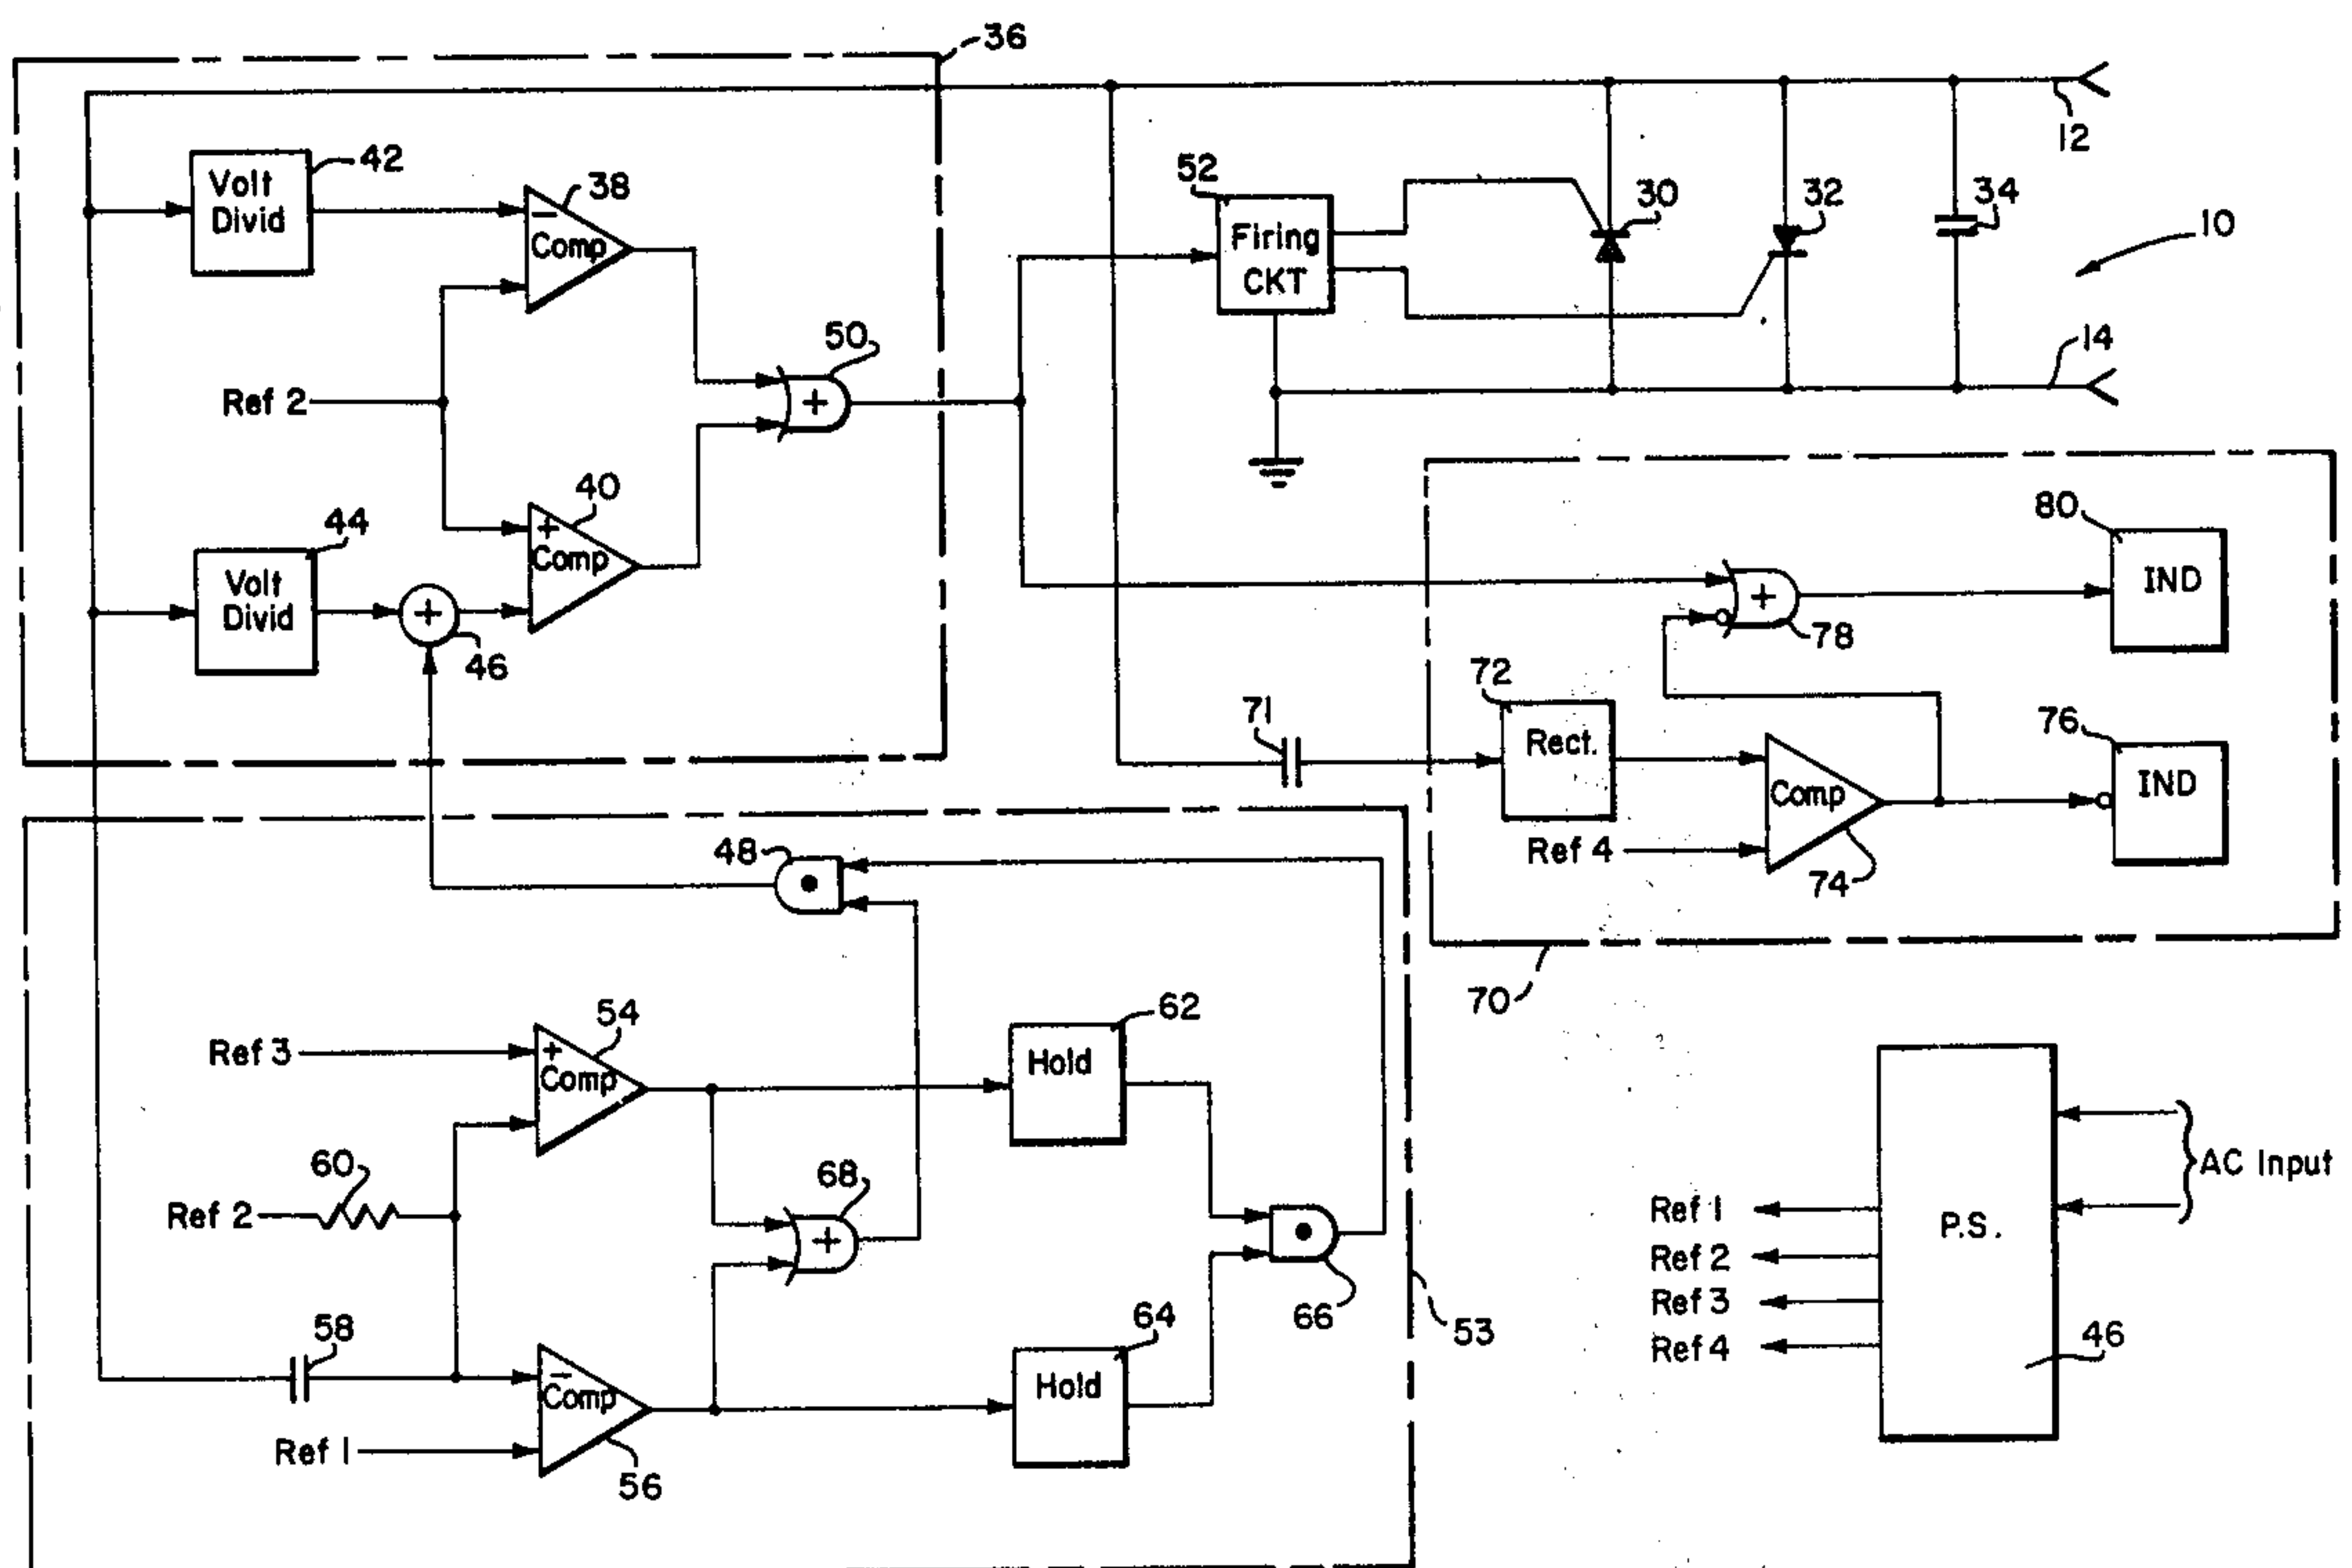 36
12
Volt
Divid
42
38
Comp
52
Firing
CKT
30
32
34
10
Ref 2
50
+
14
40
+
Comp
44
Volt
Divid
+
46
80
IND
+
78
72
Rect.
71
76
IND
Comp
Ref 4
74
48
70
Ref 3
54
+
Comp
62
Hold
60
Ref 2
68
+
66
53
58
−
Comp
Ref 1
56
64
Hold
AC Input
P.S.
Ref 1
Ref 2
Ref 3
Ref 4
46